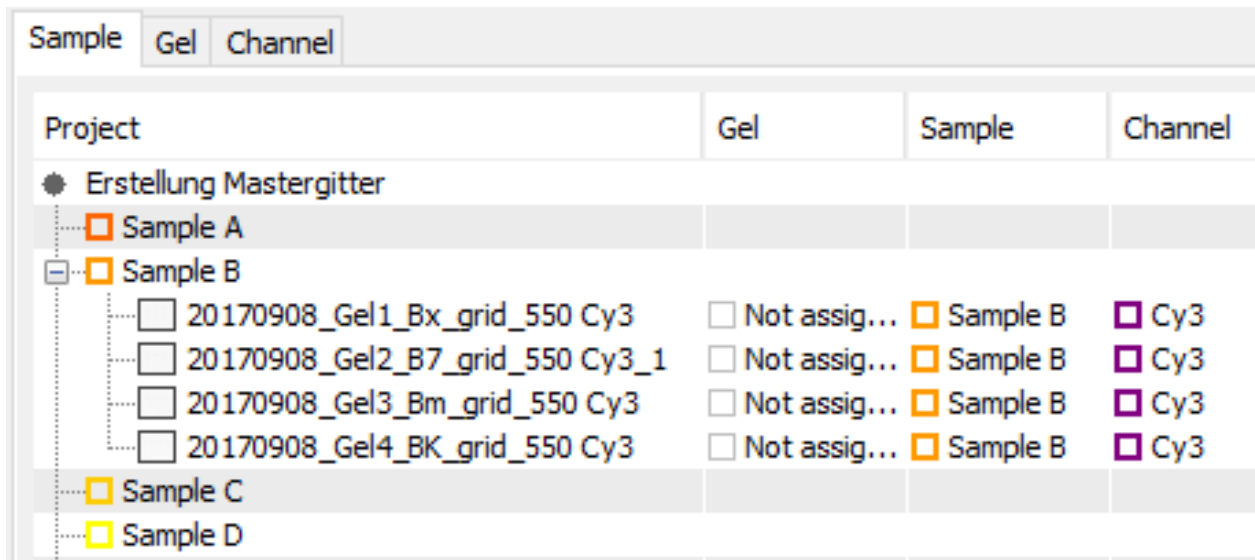 Sample Gel Channel
Project Gel Sample Channel
Erstellung Mastergitter
Sample A
Sample B
20170908_Gel1_Bx_grid_550 Cy3 Not assig... Sample B Cy3
20170908_Gel2_B7_grid_550 Cy3_1 Not assig... Sample B Cy3
20170908_Gel3_Bm_grid_550 Cy3 Not assig... Sample B Cy3
20170908_Gel4_BK_grid_550 Cy3 Not assig... Sample B Cy3
Sample C
Sample D